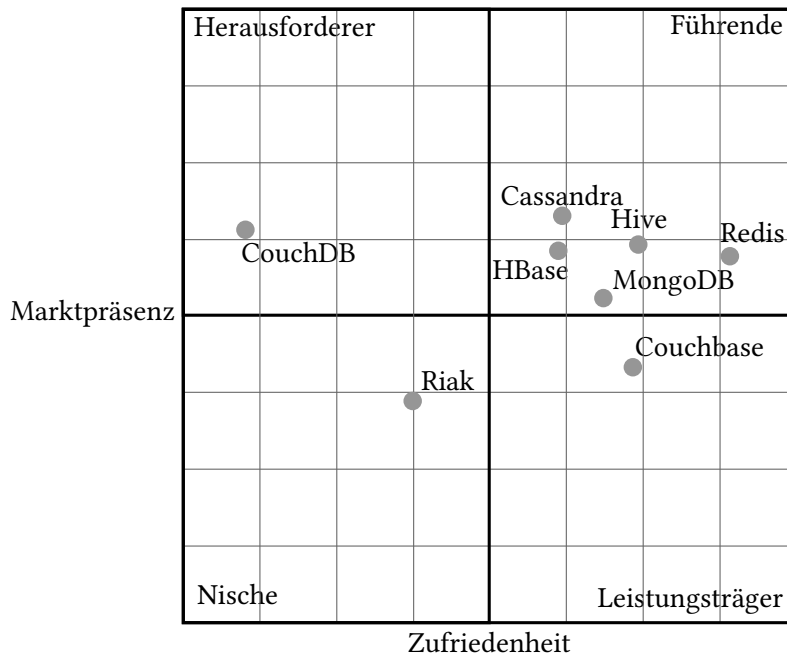 Herausforderer
Führende
Cassandra
Hive
Redis
CouchDB
HBase
MongoDB
Marktpräsenz
Couchbase
Riak
Nische
Leistungsträger
Zufriedenheit